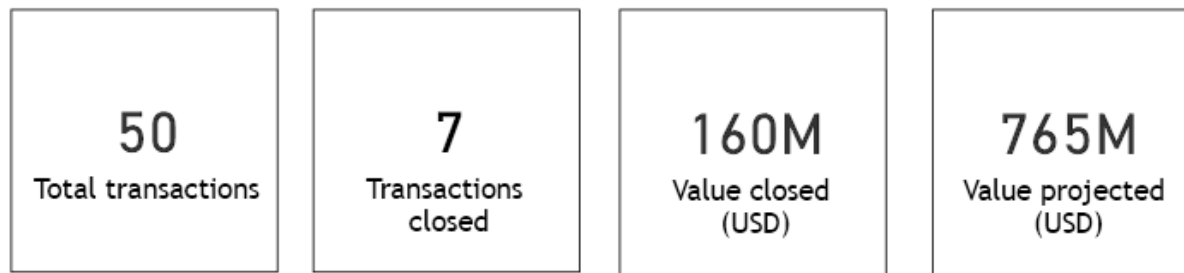 50
Total transactions
7
Transactions
closed
160M
Value closed
(USD)
765M
Value projected
(USD)